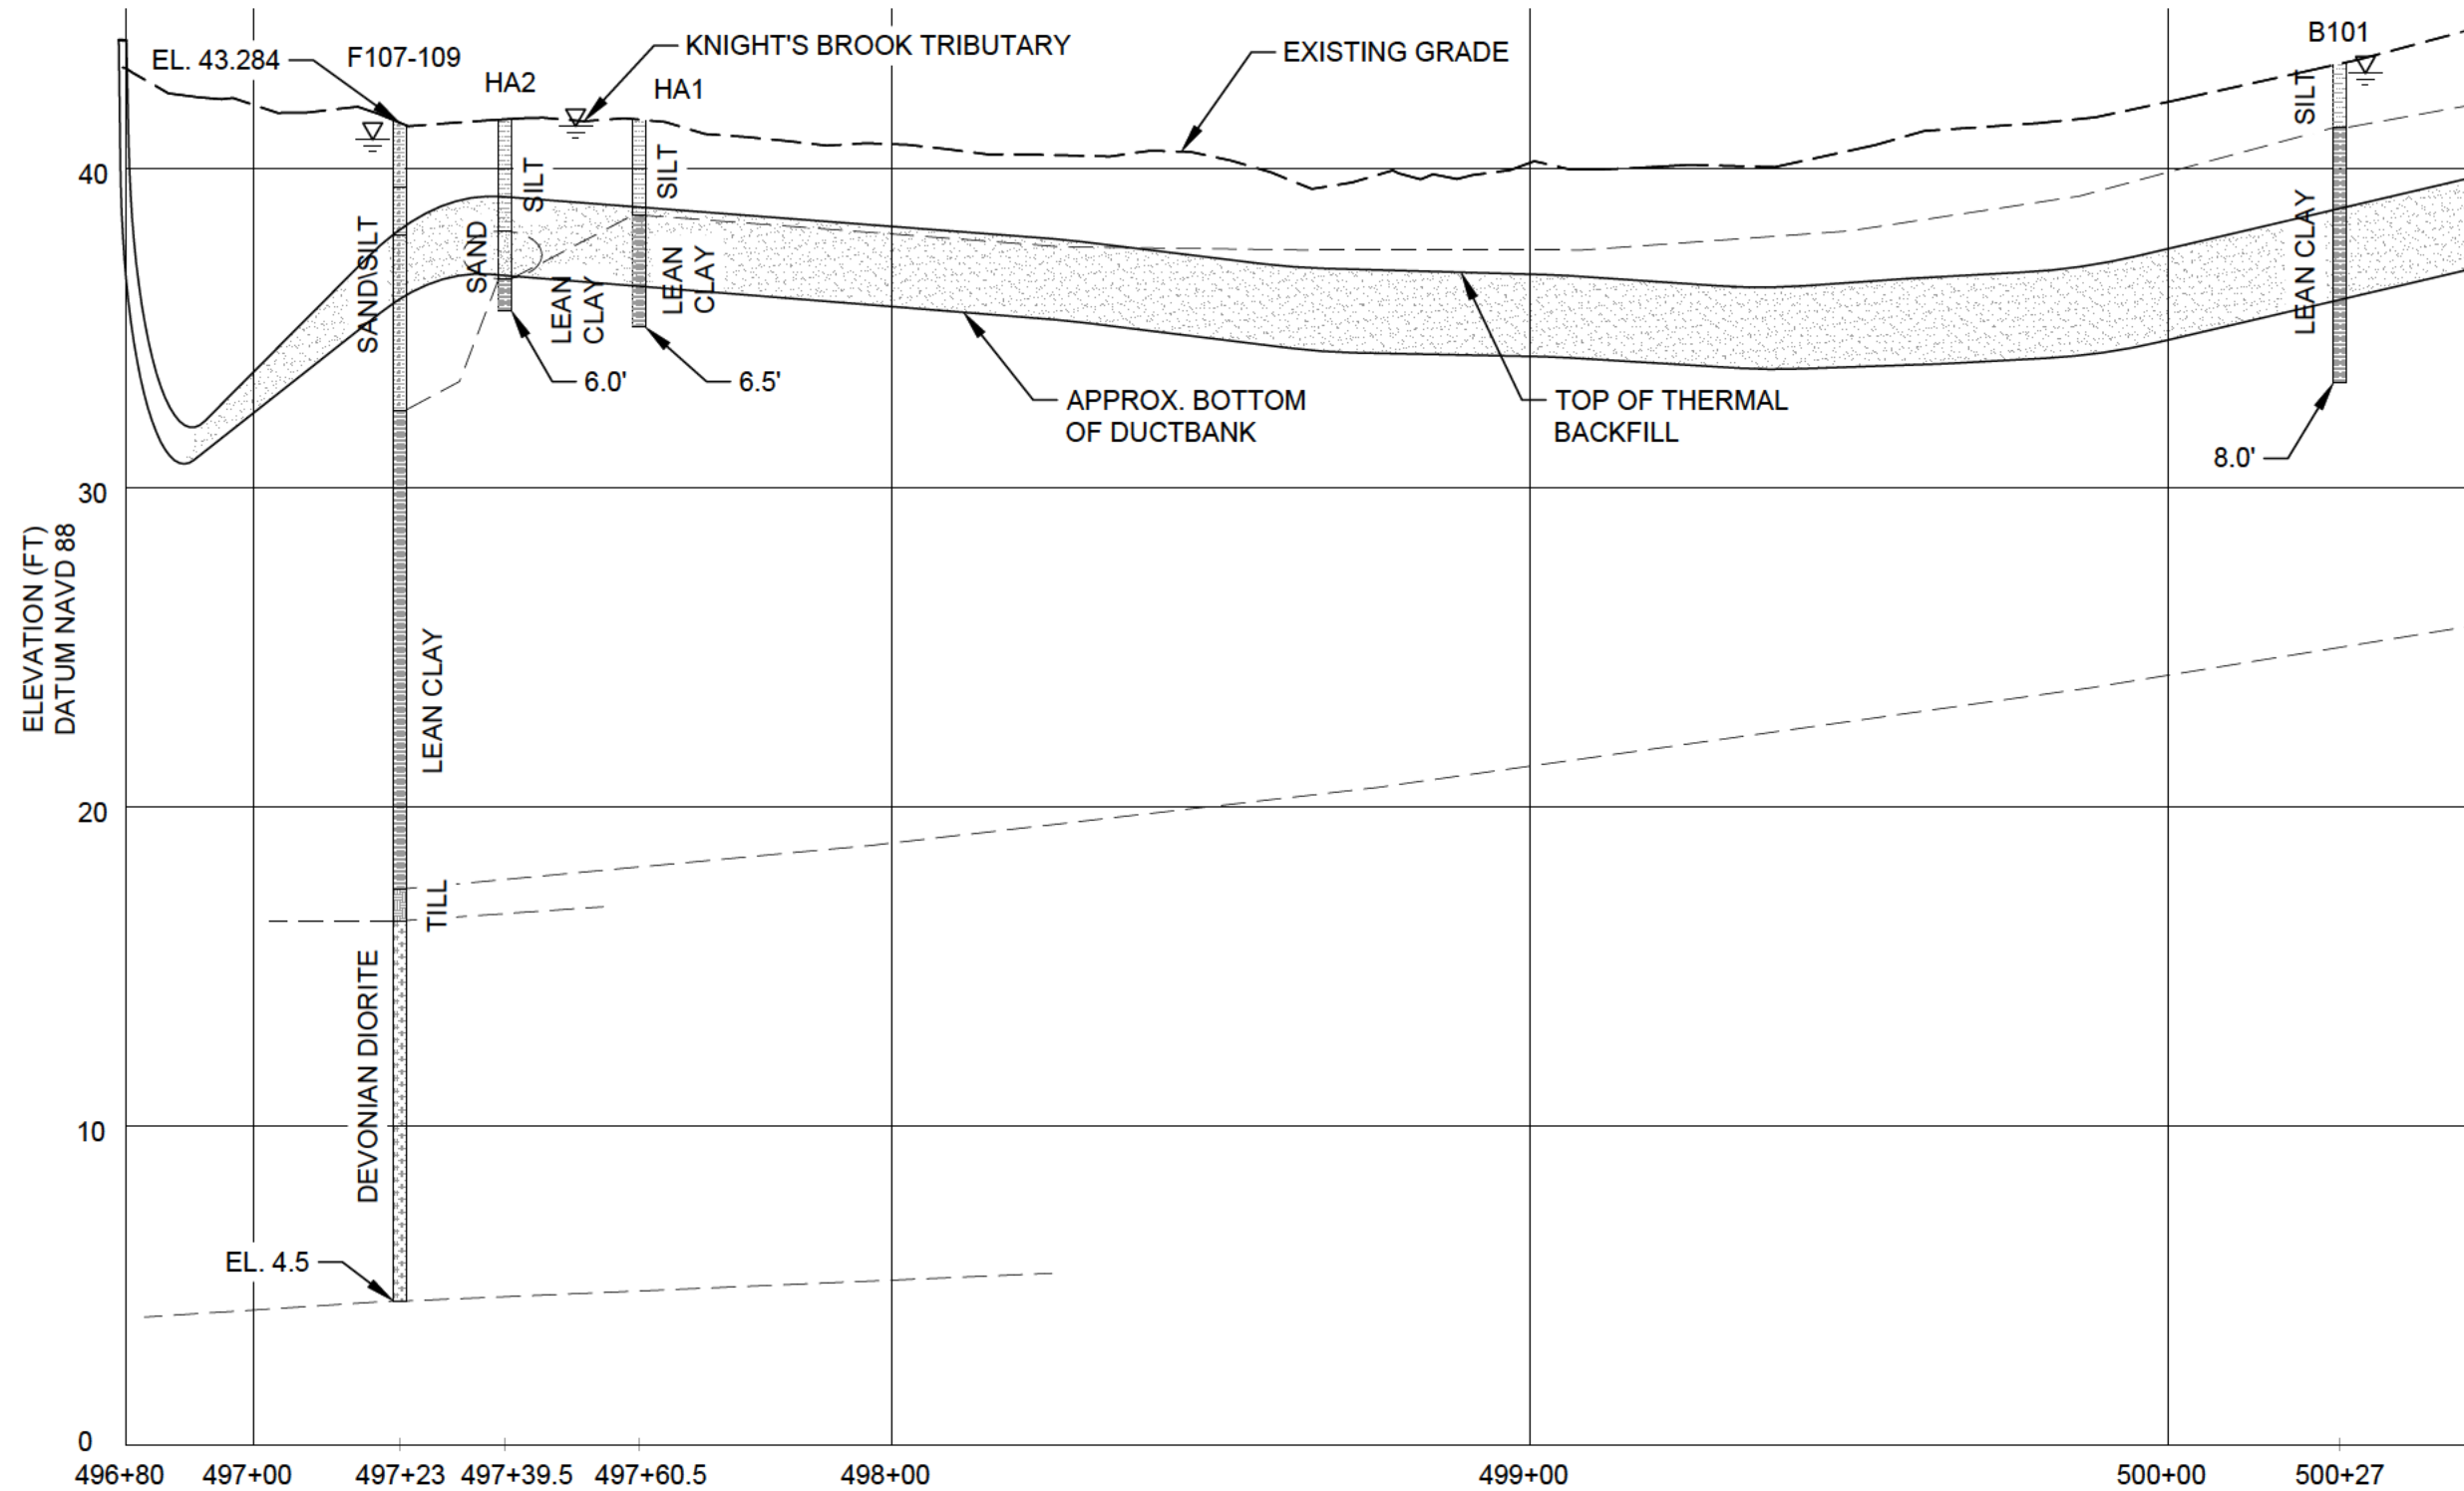 B101
KNIGHT'S BROOK TRIBUTARY
EXISTING GRADE
EL. 43.284
F107-109
HA2
HA1
SILT
40
SILT
SILT
SAND\SILT
SAND
LEAN
CLAY
LEAN
CLAY
LEAN CLAY
6.0'
6.5'
APPROX. BOTTOM
OF DUCTBANK
TOP OF THERMAL
BACKFILL
8.0'
30
ELEVATION (FT)
DATUM NAVD 88
LEAN CLAY
20
TILL
DEVONIAN DIORITE
10
EL. 4.5
0
496+80
497+00
497+23
497+39.5
497+60.5
498+00
499+00
500+00
500+27